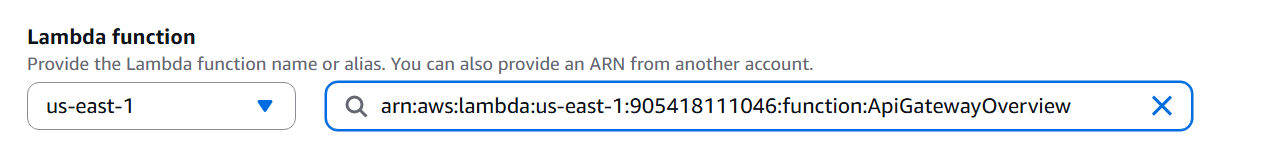 Lambda function
Provide the Lambda function name or alias. You can also provide an ARN from another account.
us-east-1 arn:aws:lambda:us-east-1:905418111046:function:ApiGatewayOverview